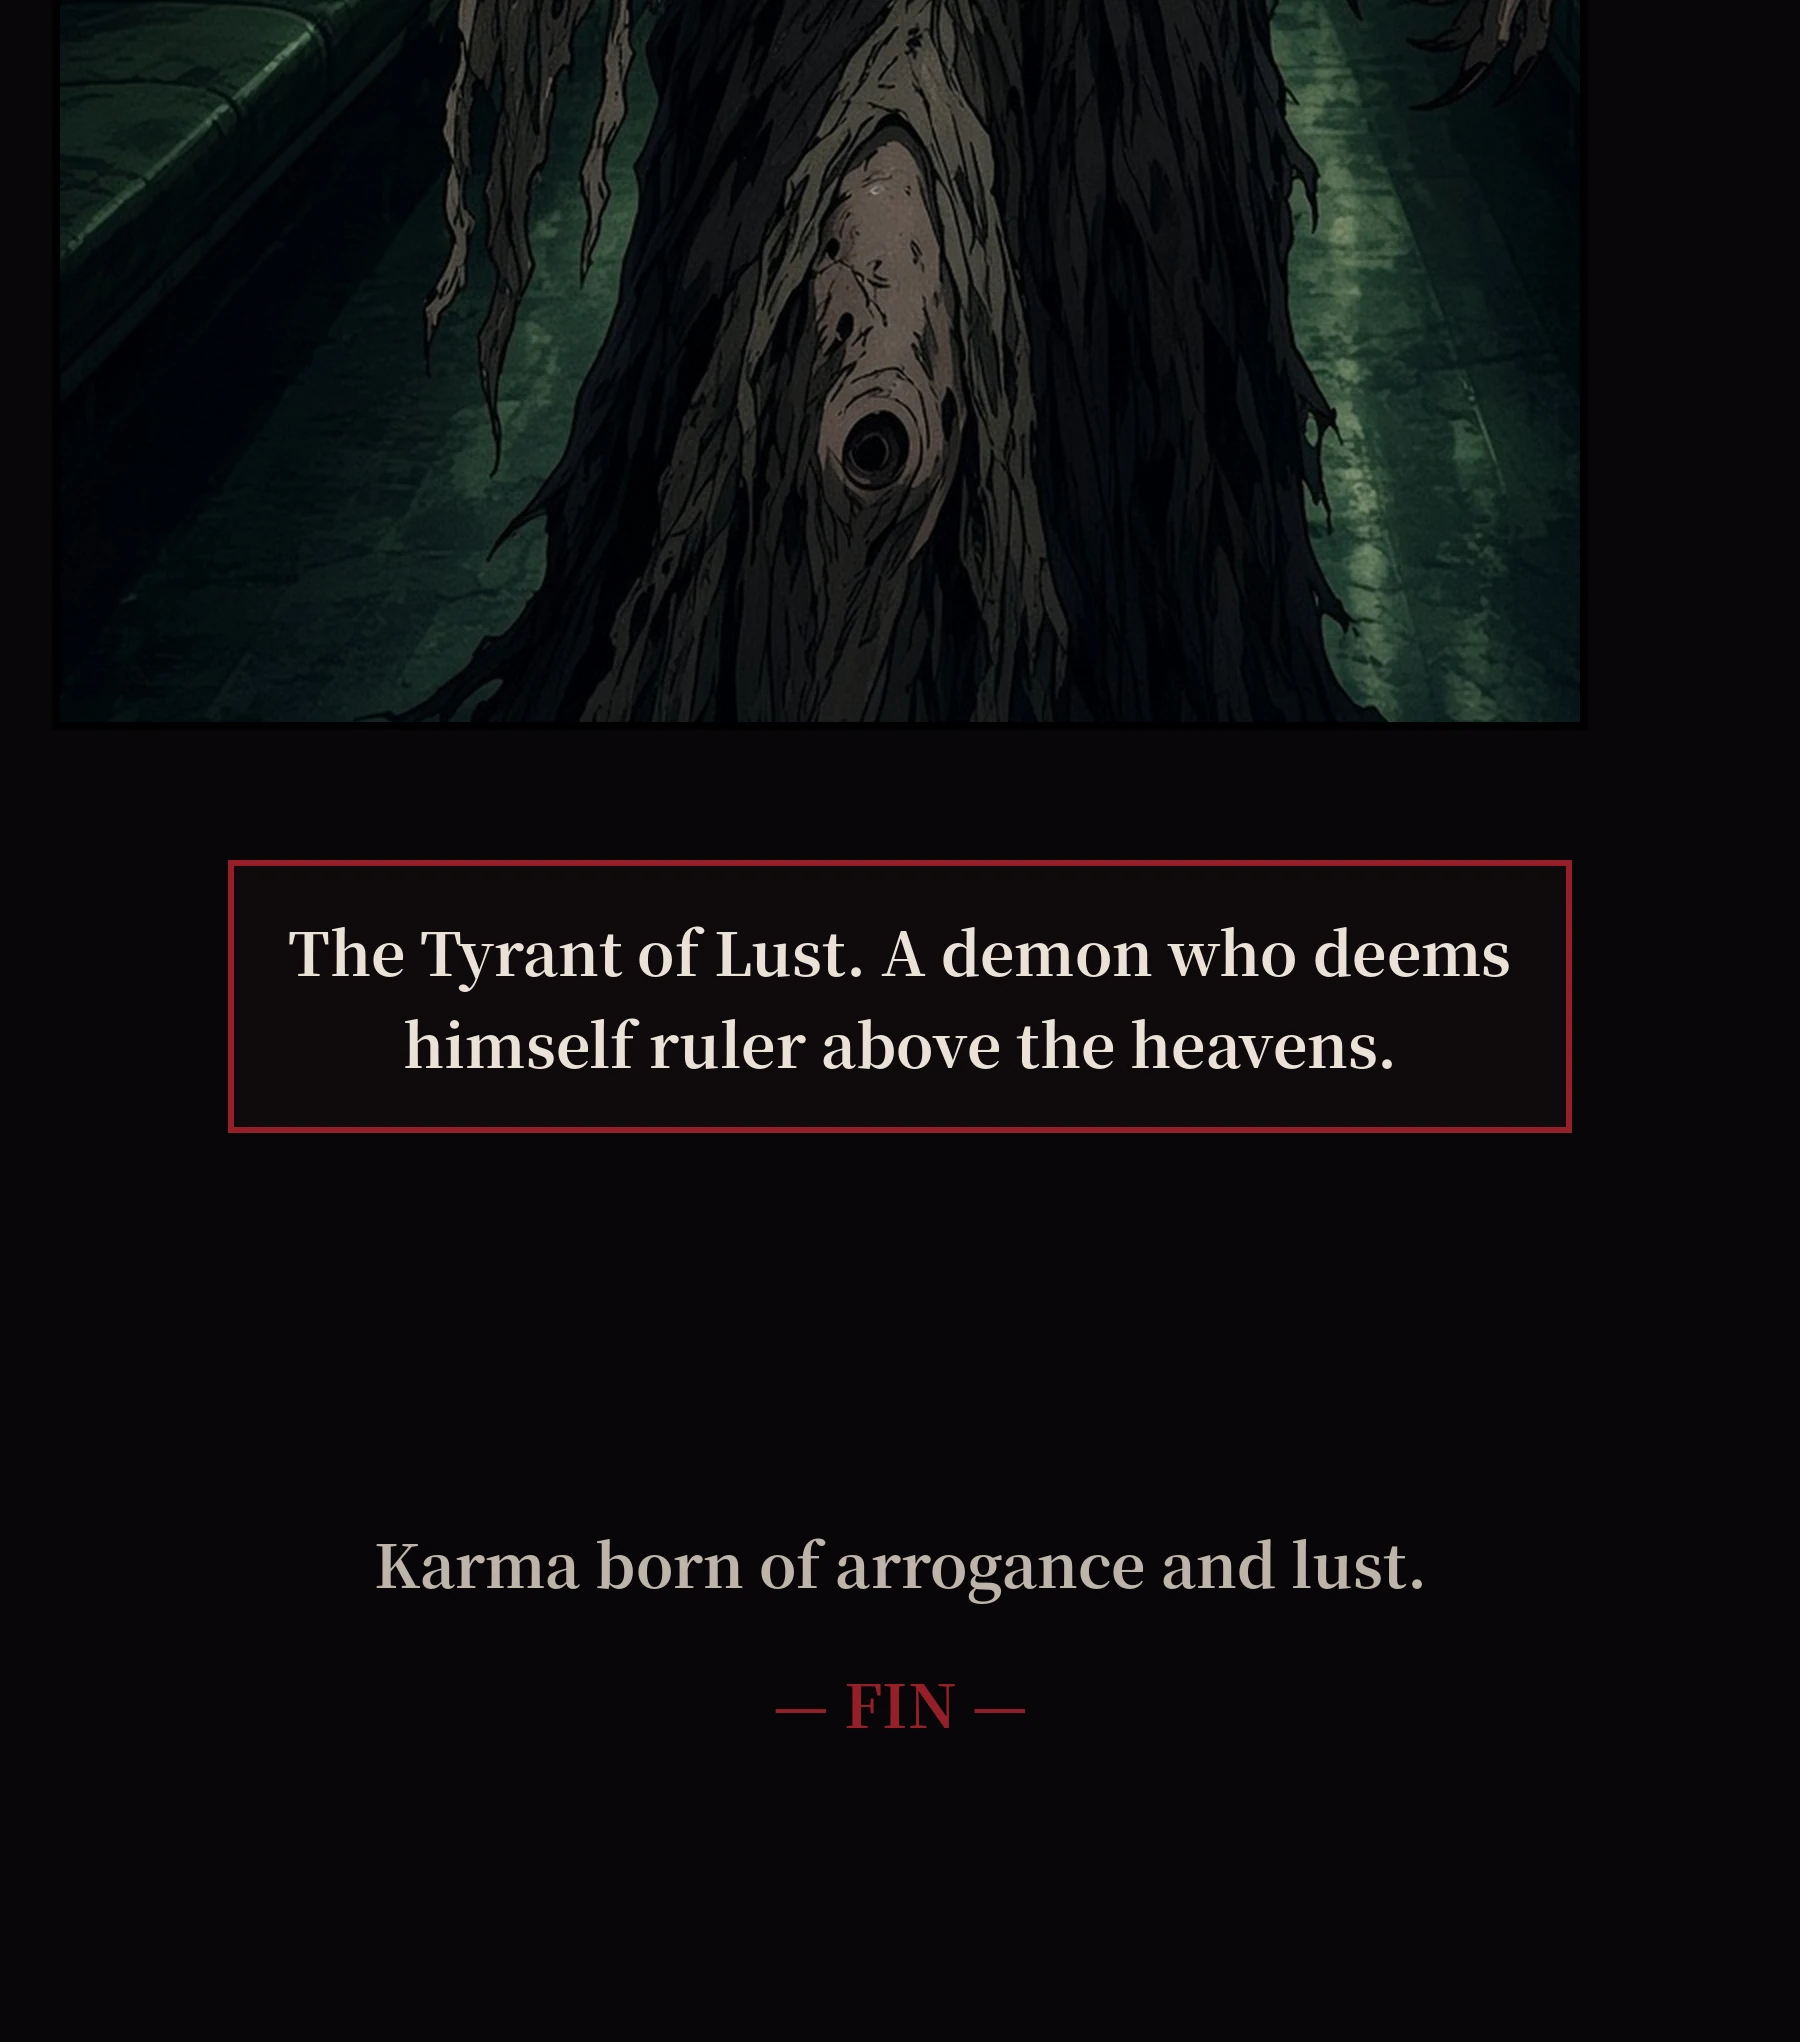 The Tyrant of Lust. A demon who deems
himself ruler above the heavens.
Karma born of arrogance and lust.
— FIN —